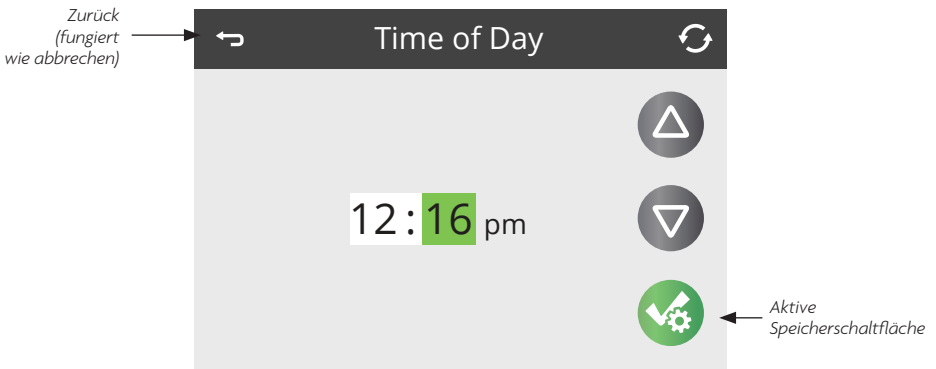 Zurück
(fungiert
wie abbrechen)
Time of Day
12:16 pm
Aktive
Speicherschaltfläche